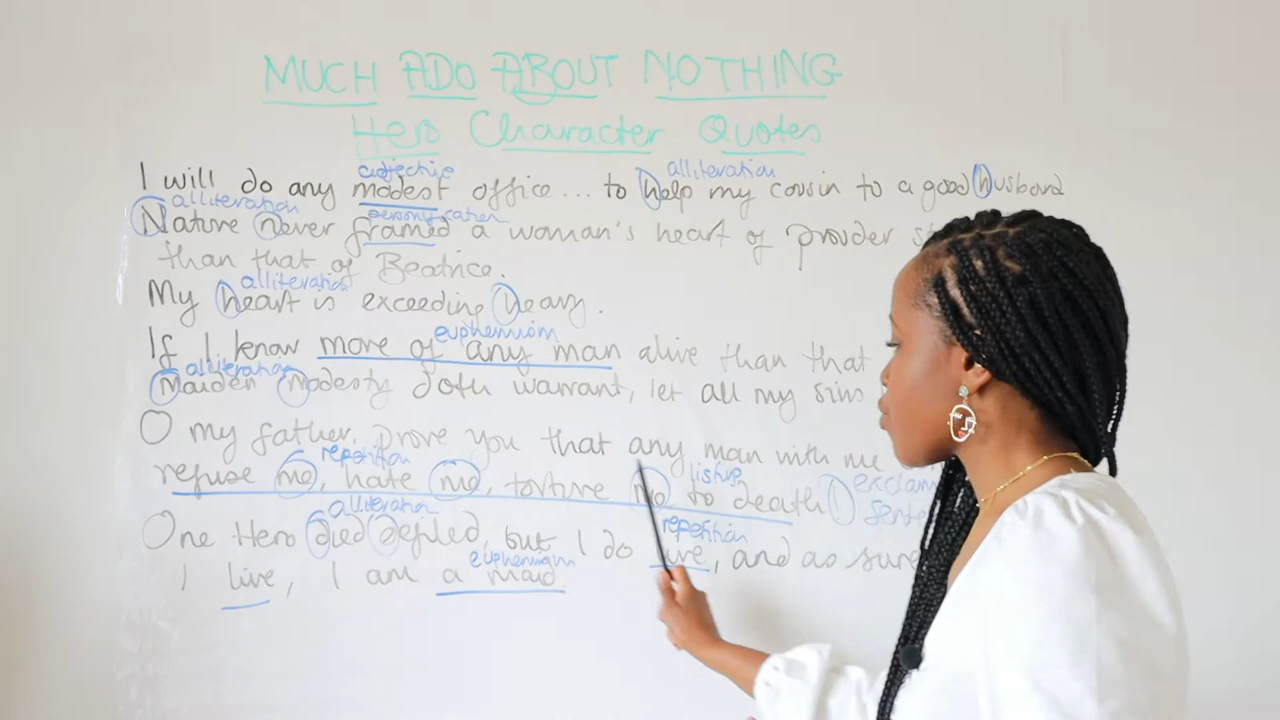 MUCH ADO ABOUT NOTHING
Hero Character Quotes
adjective alliteration
I will do any modest office... to help my cousin to a good husband
alliteration personification
Nature never framed a woman's heart of prouder
than that of Beatrice.
alliteration
My heart is exceeding heavy.
euphemism
If I know more of any man alive than that
alliteration
Maiden Modesty doth warrant, let all my sins
O my father, prove you that any man with me
repetition listing exclam
refuse me, hate me, torture me to death! sente
alliteration repetition
One Hero died defiled, but I do live, and as sure
euphemism
I live, I am a maid